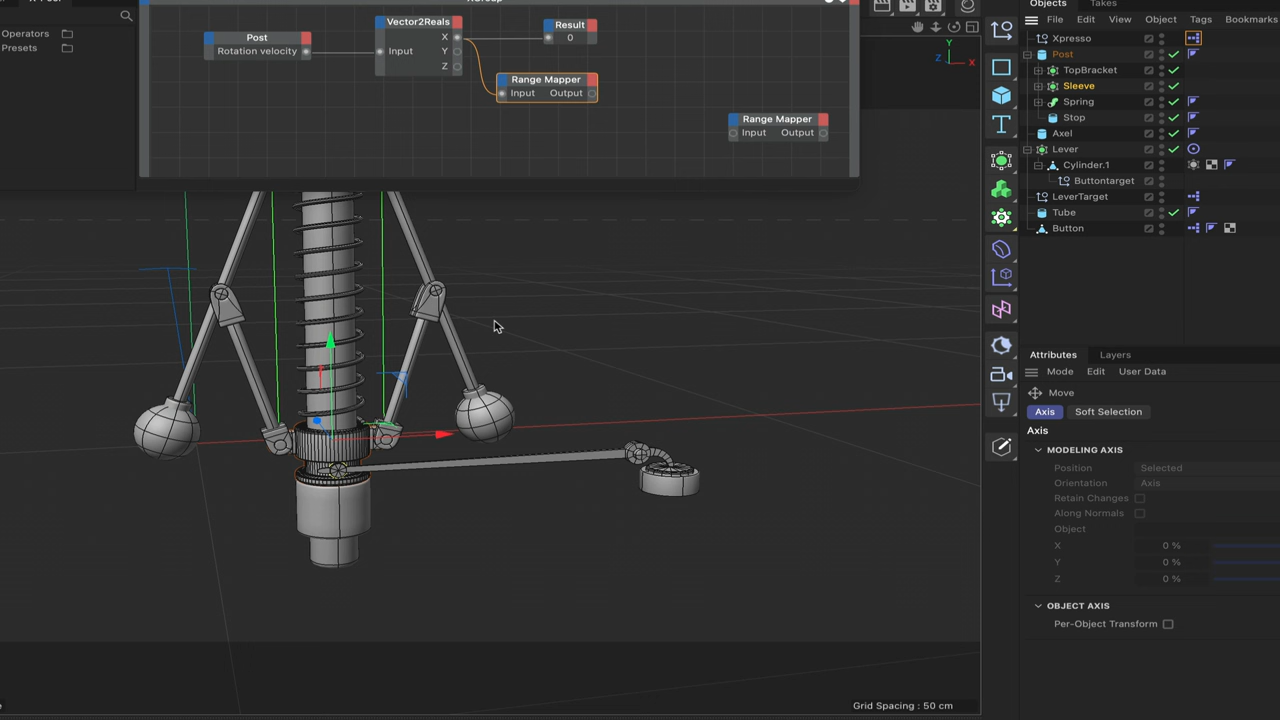 Objects Takes
File Edit View Object Tags Bookmarks
Operators
Presets
Post
Rotation velocity
Vector2Reals
Input X
Y
Z
Result
0
Range Mapper
Input Output
Range Mapper
Input Output
Y
Z X
Xpresso
Post
TopBracket
Sleeve
Spring
Stop
Axel
Lever
Cylinder.1
Buttontarget
LeverTarget
Tube
Button
Attributes Layers
Mode Edit User Data
Move
Axis Soft Selection
Axis
MODELING AXIS
Position Selected
Orientation Axis
Retain Changes
Along Normals
Object
X 0 %
Y 0 %
Z 0 %
OBJECT AXIS
Per-Object Transform
Grid Spacing : 50 cm